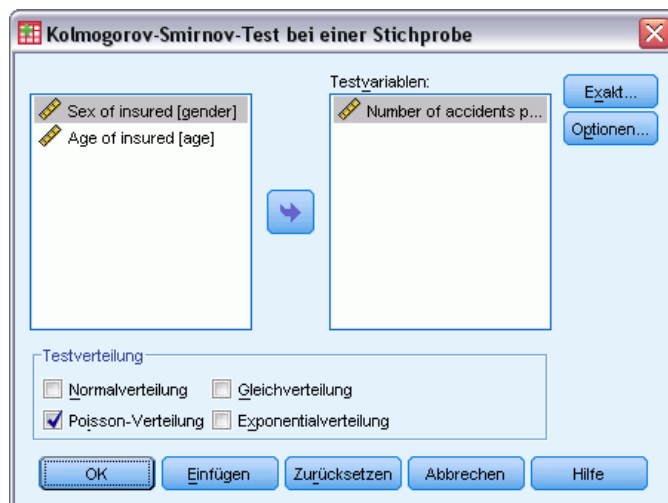 Kolmogorov-Smirnov-Test bei einer Stichprobe
Testvariablen:
Sex of insured [gender]
Age of insured [age]
Number of accidents p...
Exakt...
Optionen...
Testverteilung
Normalverteilung
Gleichverteilung
Poisson-Verteilung
Exponentialverteilung
OK
Einfügen
Zurücksetzen
Abbrechen
Hilfe